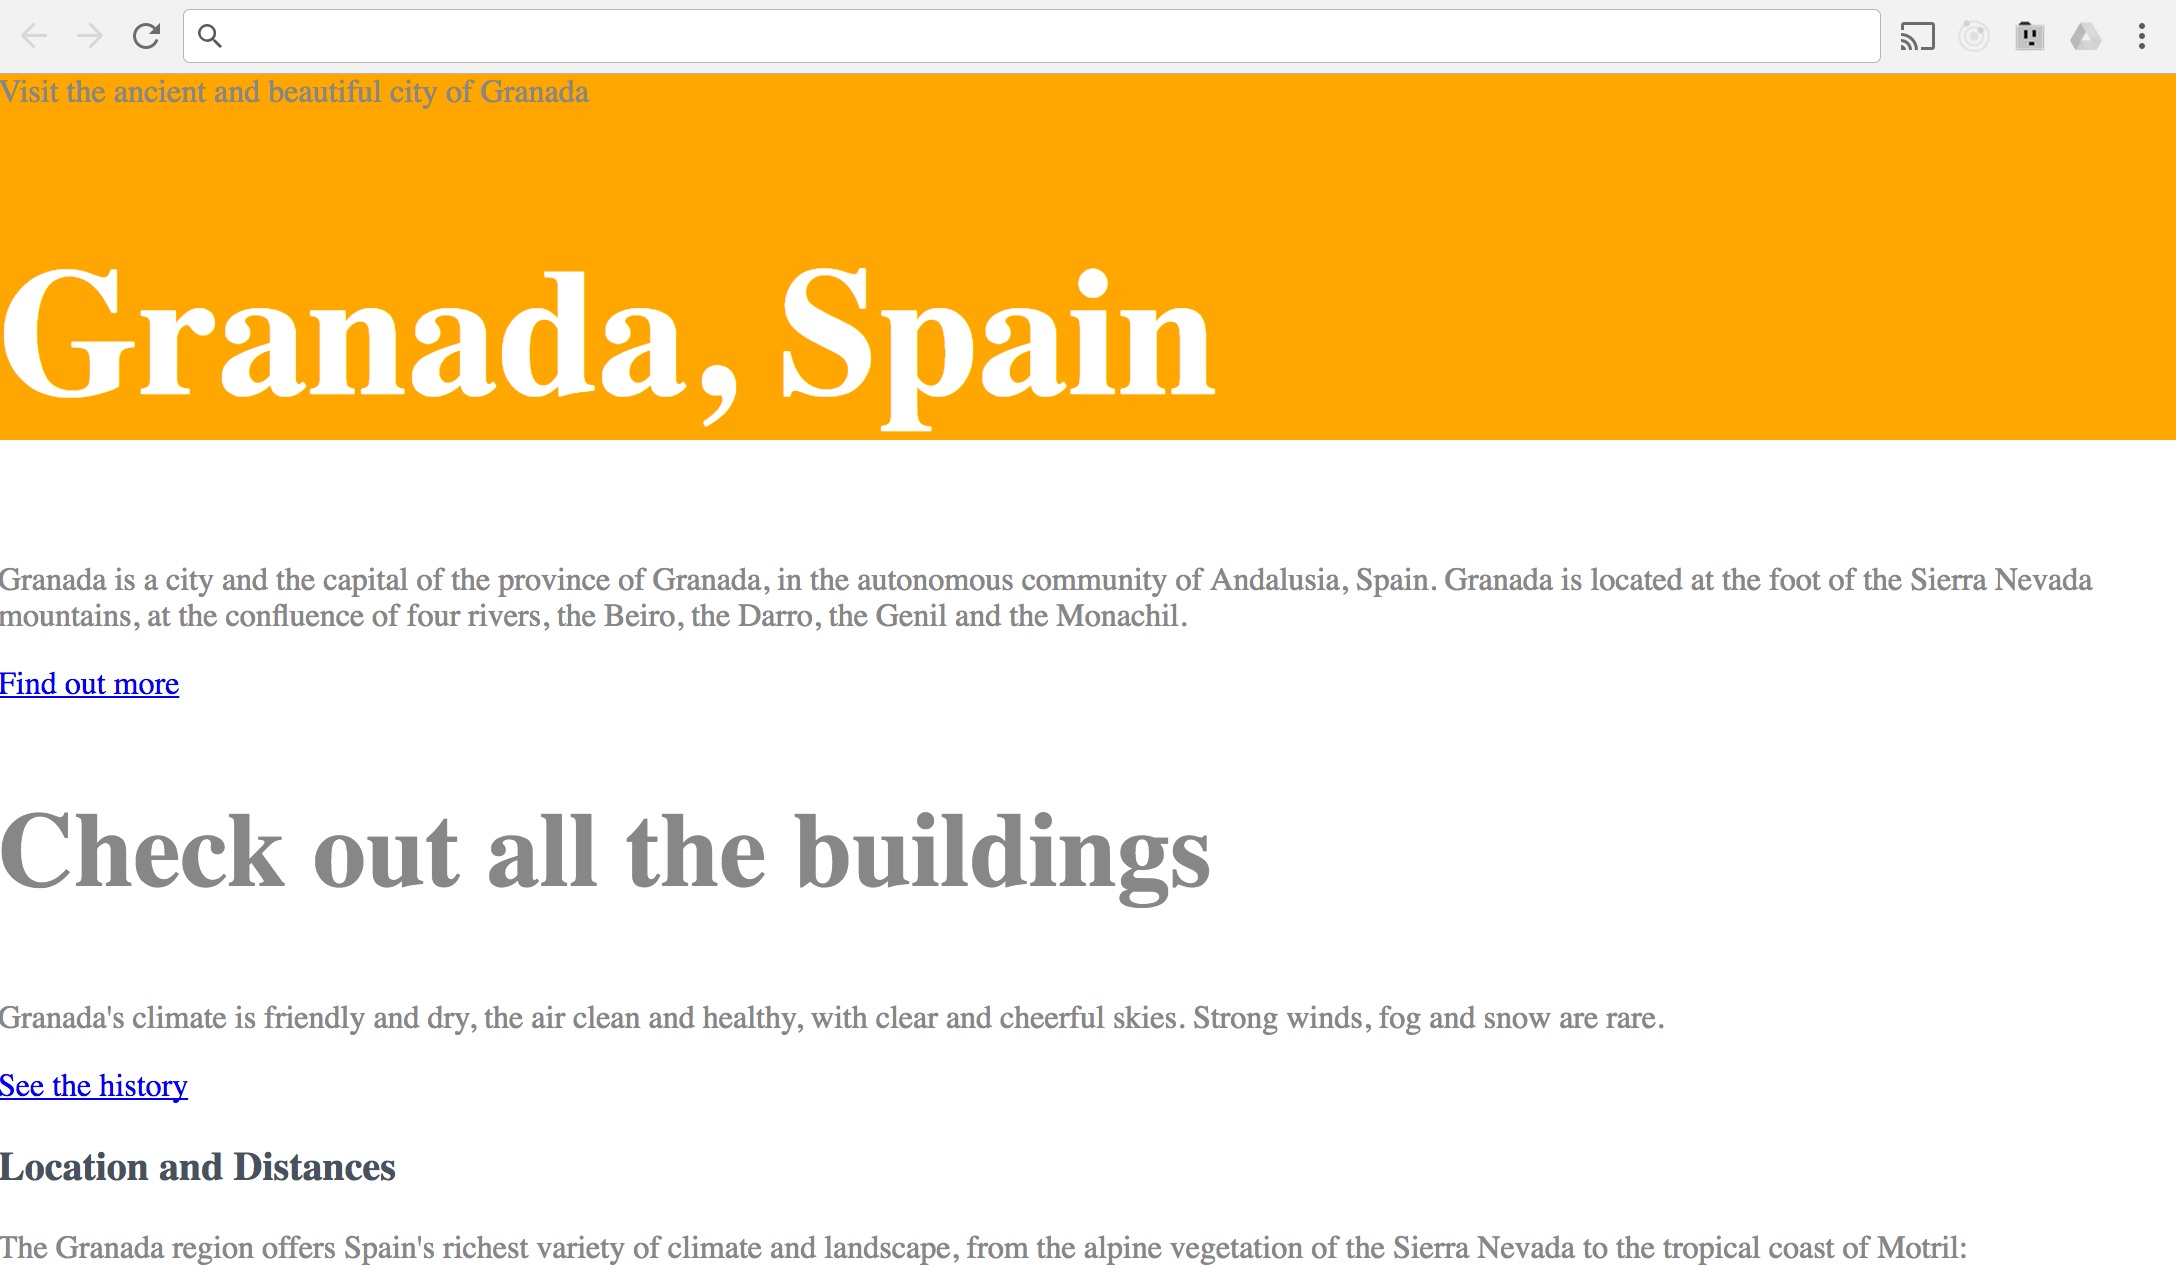 Visit the ancient and beautiful city of Granada
Granada, Spain
Granada is a city and the capital of the province of Granada, in the autonomous community of Andalusia, Spain. Granada is located at the foot of the Sierra Nevada
mountains, at the confluence of four rivers, the Beiro, the Darro, the Genil and the Monachil.
Find out more
Check out all the buildings
Granada's climate is friendly and dry, the air clean and healthy, with clear and cheerful skies. Strong winds, fog and snow are rare.
See the history
Location and Distances
The Granada region offers Spain's richest variety of climate and landscape, from the alpine vegetation of the Sierra Nevada to the tropical coast of Motril: